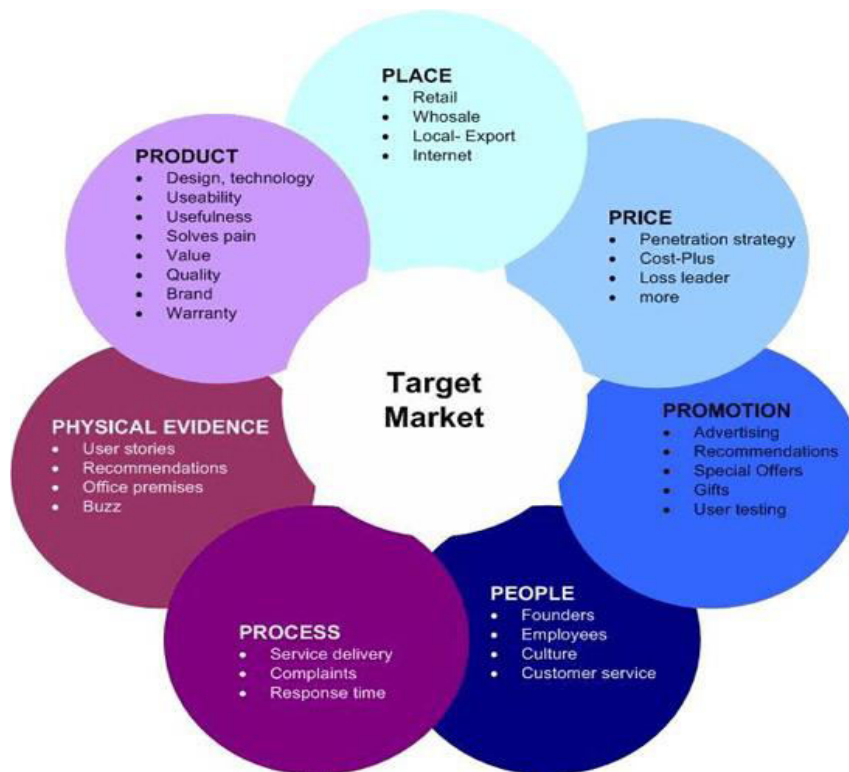 PLACE
• Retail
• Whosale
• Local- Export
• Internet
PRODUCT
• Design, technology
• Useability
• Usefulness
• Solves pain
• Value
• Quality
• Brand
• Warranty
PRICE
• Penetration strategy
• Cost-Plus
• Loss leader
• more
Target
Market
PHYSICAL EVIDENCE
• User stories
• Recommendations
• Office premises
• Buzz
PROMOTION
• Advertising
• Recommendations
• Special Offers
• Gifts
• User testing
PROCESS
• Service delivery
• Complaints
• Response time
PEOPLE
• Founders
• Employees
• Culture
• Customer service